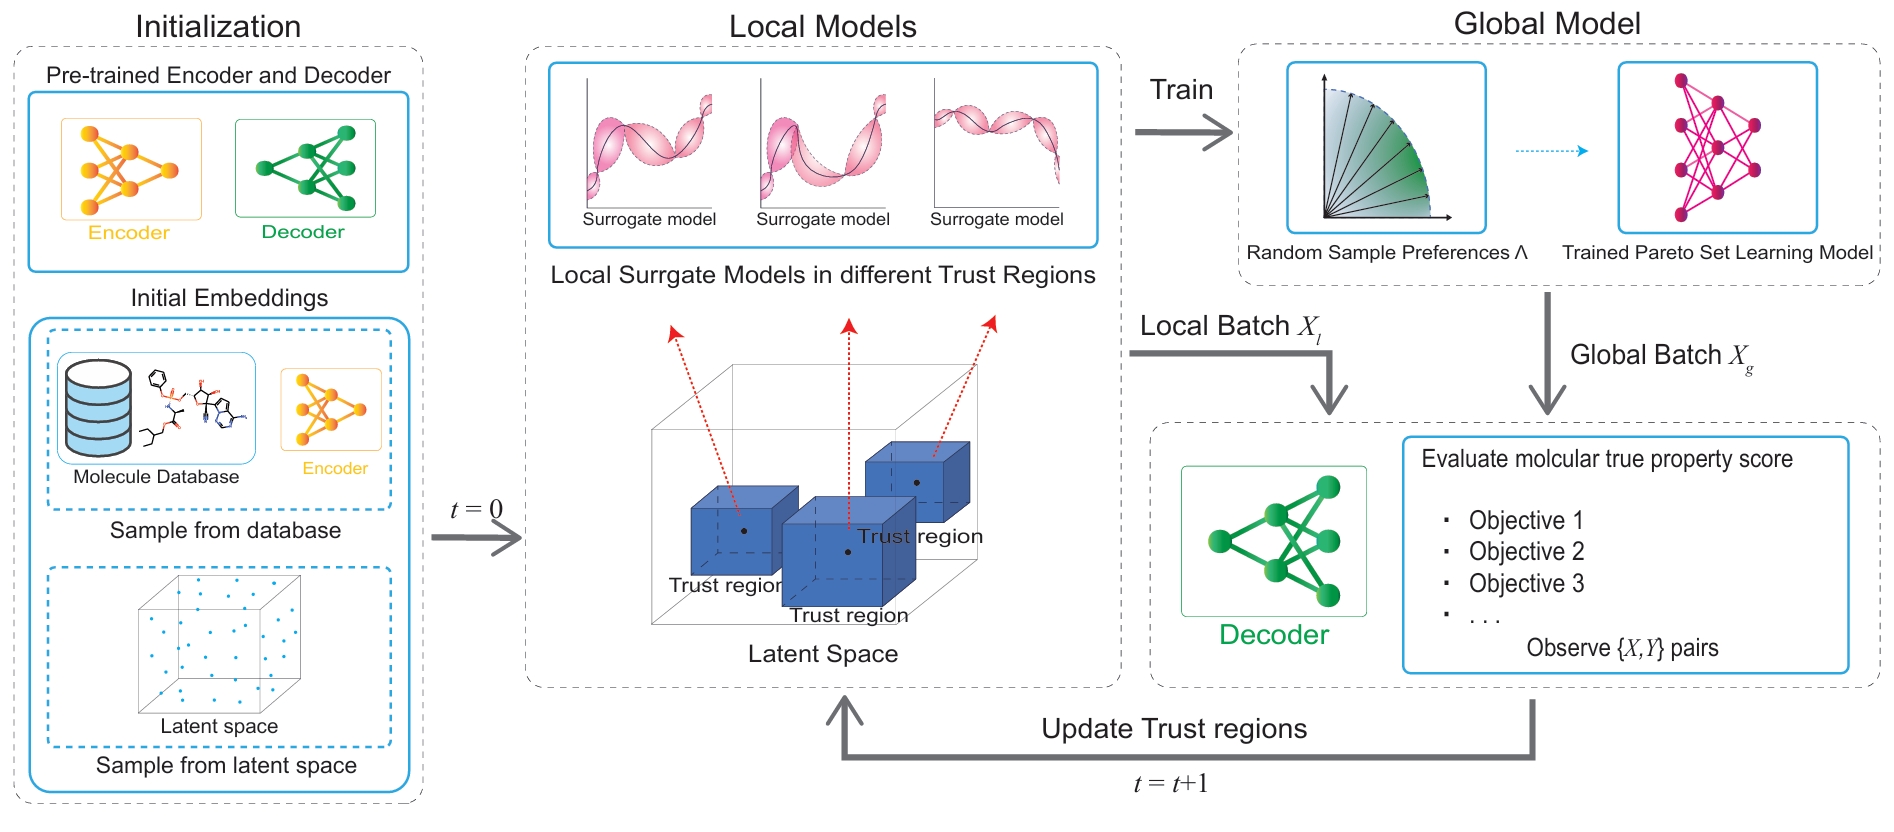 Initialization
Pre-trained Encoder and Decoder
Encoder
Decoder
Initial Embeddings
Molecule Database
Encoder
Sample from database
Latent space
Sample from latent space
t = 0
Local Models
Surrogate model
Surrogate model
Surrogate model
Local Surrgate Models in different Trust Regions
Trust region
Trust region
Trust region
Latent Space
Train
Global Model
Random Sample Preferences Λ
Trained Pareto Set Learning Model
Local Batch Xl
Global Batch Xg
Decoder
Evaluate molcular true property score
· Objective 1
· Objective 2
· Objective 3
· . . .
Observe {X,Y} pairs
Update Trust regions
t = t+1